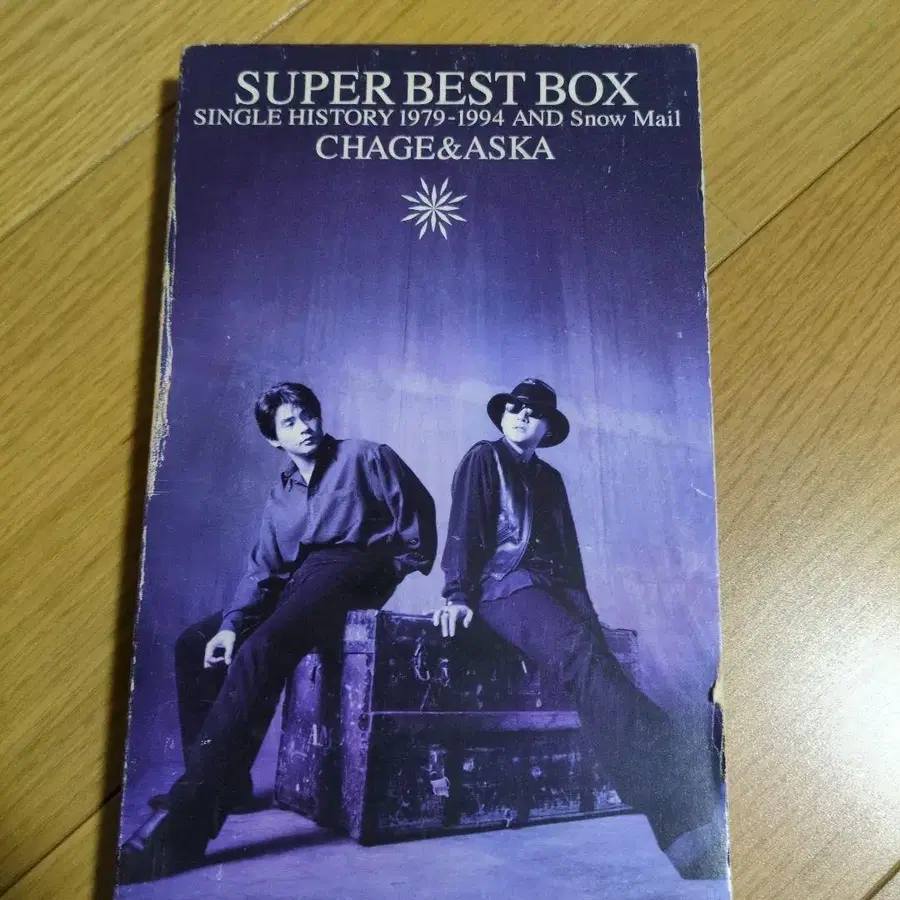 SUPER BEST BOX
SINGLE HISTORY 1979-1994 AND Snow Mail
CHAGE&ASKA